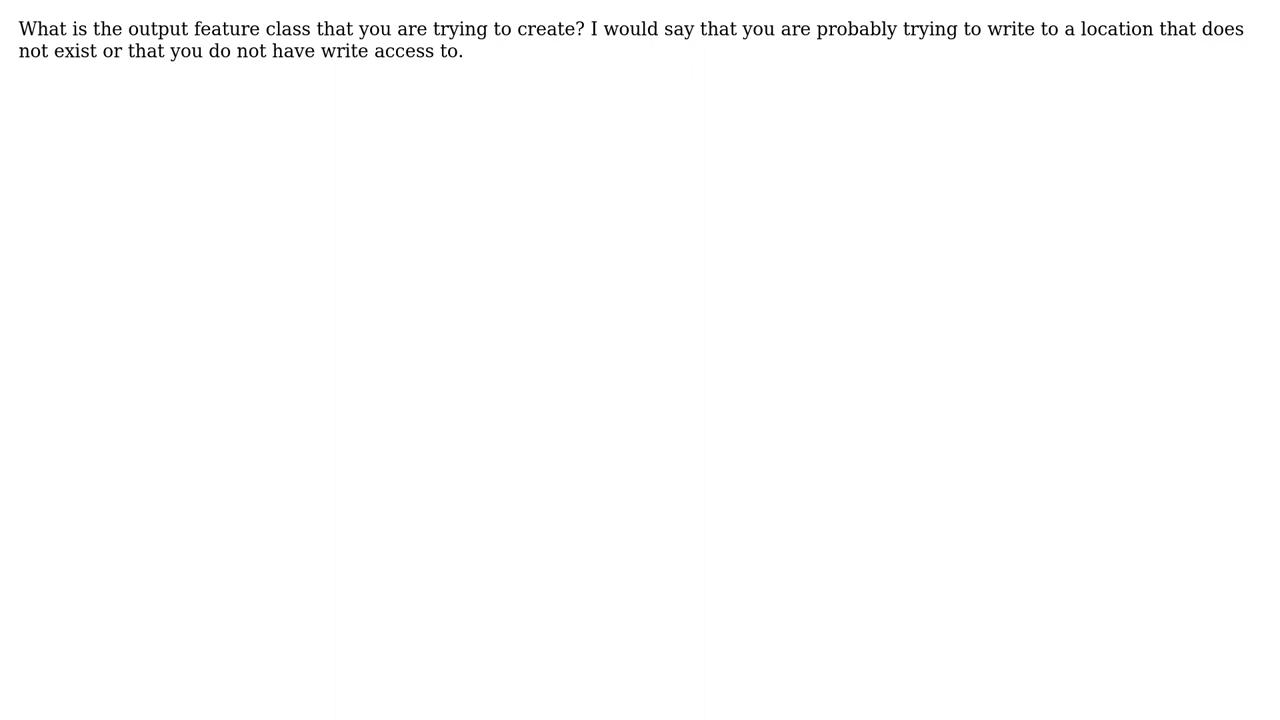 What is the output feature class that you are trying to create? I would say that you are probably trying to write to a location that does
not exist or that you do not have write access to.